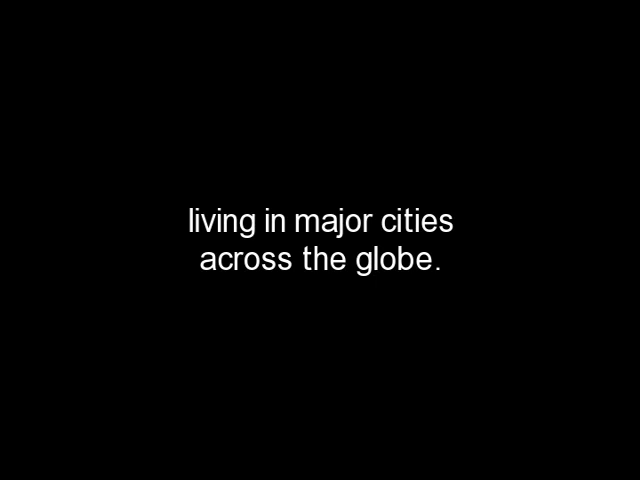 living in major cities
across the globe.